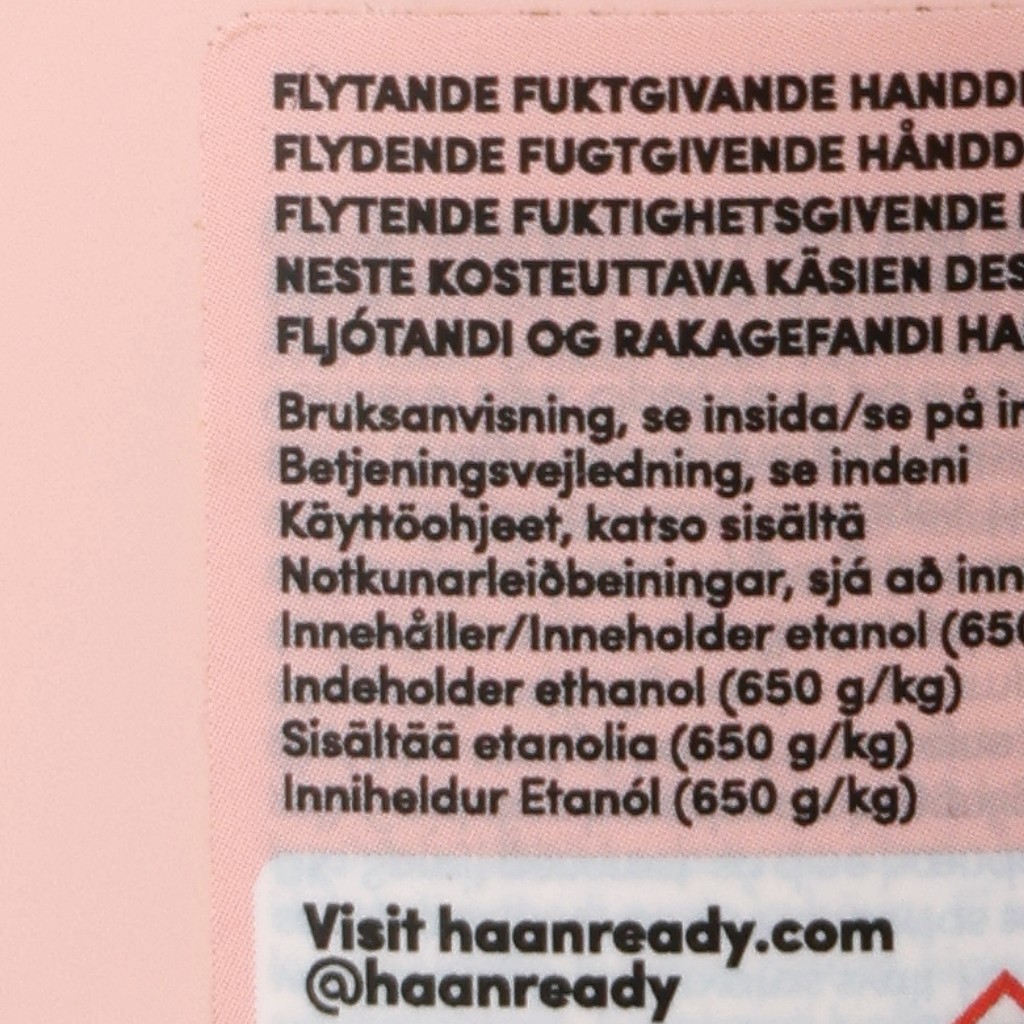 FLYTANDE FUKTGIVANDE HANDD
FLYDENDE FUGTGIVENDE HÅNDD
FLYTENDE FUKTIGHETSGIVENDE
NESTE KOSTEUTTAVA KÄSIEN DES
FLJÓTANDI OG RAKAGEFANDI HA
Bruksanvisning, se insida/se på in
Betjeningsvejledning, se indeni
Käyttöohjeet, katso sisältä
Notkunarleiðbeiningar, sjá að inn
Innehåller/Inneholder etanol (650
Indeholder ethanol (650 g/kg)
Sisältää etanolia (650 g/kg)
Inniheldur Etanól (650 g/kg)
Visit haanready.com
@haanready